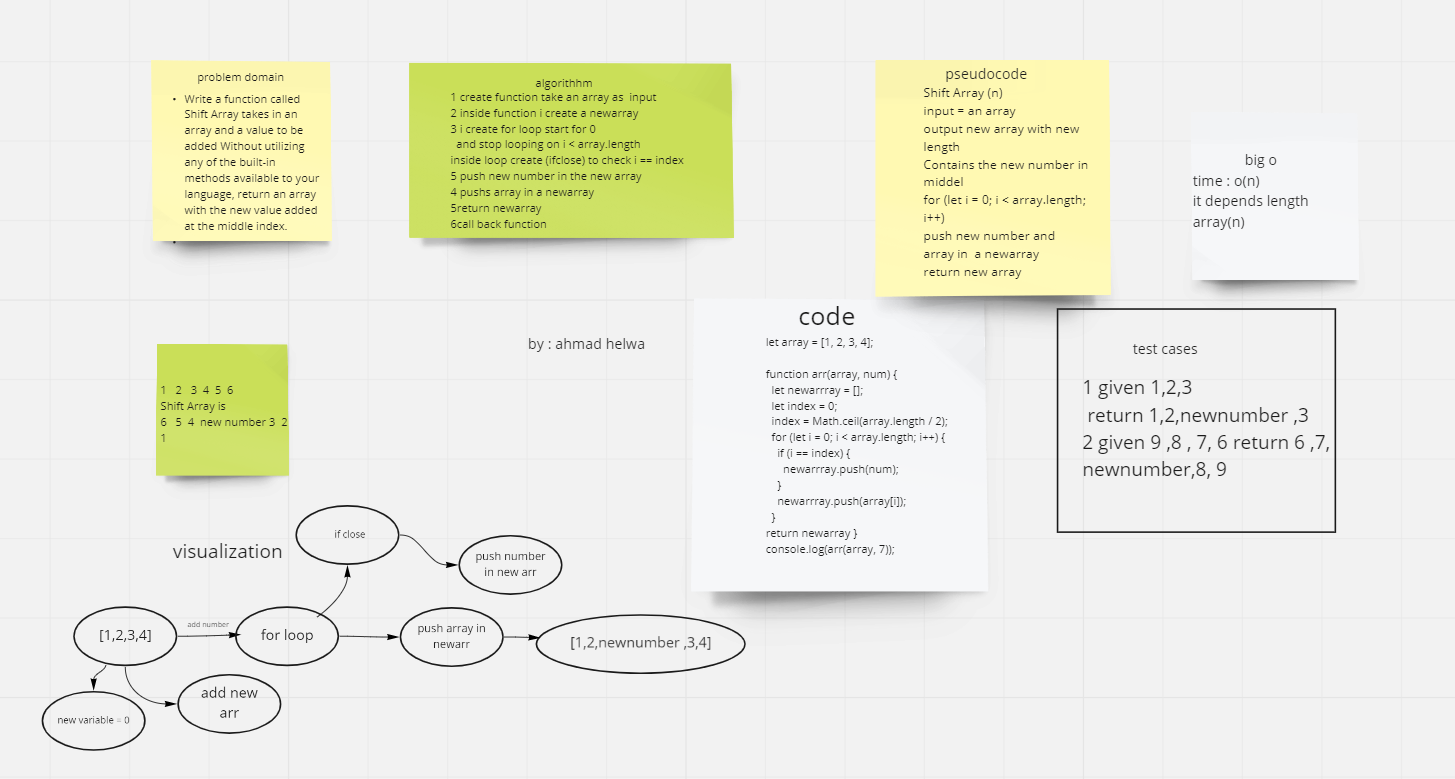 problem domain
• Write a function called
Shift Array takes in an
array and a value to be
added Without utilizing
any of the built-in
methods available to your
language, return an array
with the new value added
at the middle index.
•
algorithhm
1 create function take an array as input
2 inside function i create a newarray
3 i create for loop start for 0
and stop looping on i < array.length
inside loop create (ifclose) to check i == index
5 push new number in the new array
4 pushs array in a newarray
5return newarray
6call back function
pseudocode
Shift Array (n)
input = an array
output new array with new
length
Contains the new number in
middel
for (let i = 0; i < array.length;
i++)
push new number and
array in a newarray
return new array
big o
time : o(n)
it depends length
array(n)
1 2 3 4 5 6
Shift Array is
6 5 4 new number 3 2
1
by : ahmad helwa
code
let array = [1, 2, 3, 4];
function arr(array, num) {
let newarrray = [];
let index = 0;
index = Math.ceil(array.length / 2);
for (let i = 0; i < array.length; i++) {
if (i == index) {
newarrray.push(num);
}
newarrray.push(array[i]);
}
return newarray }
console.log(arr(array, 7));
test cases
1 given 1,2,3
return 1,2,newnumber ,3
2 given 9 ,8 , 7, 6 return 6 ,7,
newnumber,8, 9
visualization
if close
push number
in new arr
[1,2,3,4]
add number
for loop
push array in
newarr
[1,2,newnumber ,3,4]
new variable = 0
add new
arr